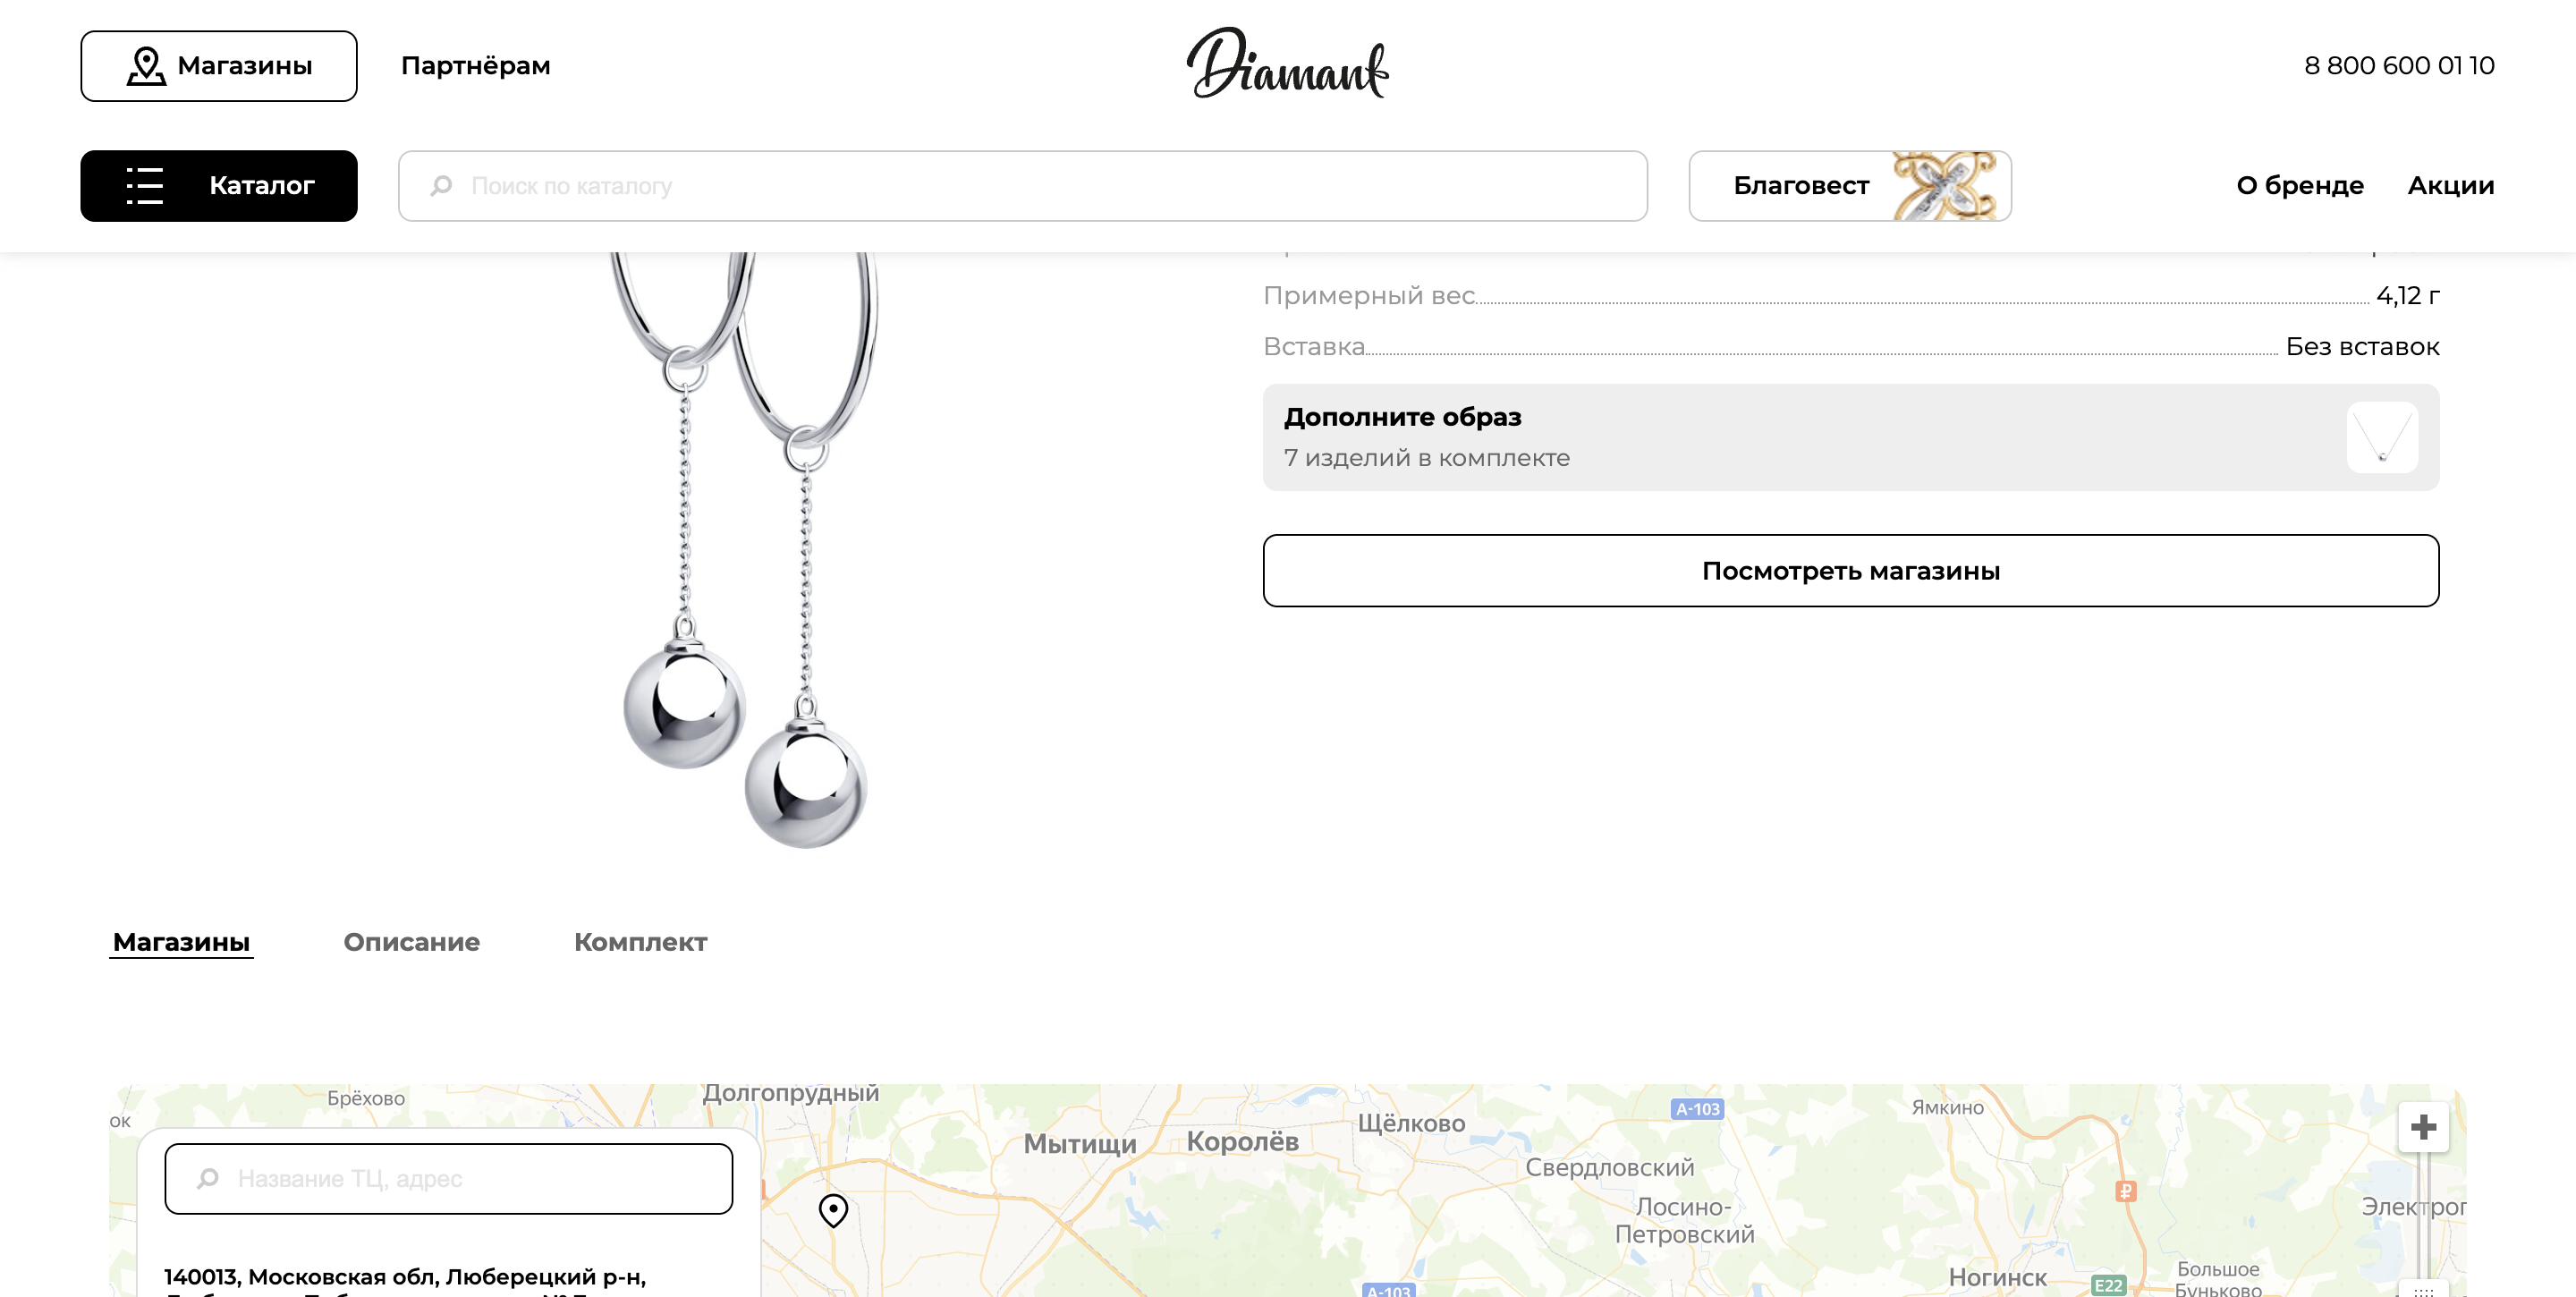 Магазины
Партнёрам
Diamant
8 800 600 01 10
Каталог
Поиск по каталогу
Благовест
О бренде
Акции
Примерный вес
4,12 г
Вставка
Без вставок
Дополните образ
7 изделий в комплекте
Посмотреть магазины
Магазины
Описание
Комплект
Брёхово
Долгопрудный
ок
Мытищи
Королёв
Щёлково
А-103
Ямкино
Название ТЦ, адрес
Свердловский
Лосино-
Петровский
Электрог
140013, Московская обл, Люберецкий р-н,
Ногинск
Е22
Большое
Буньково
А-103